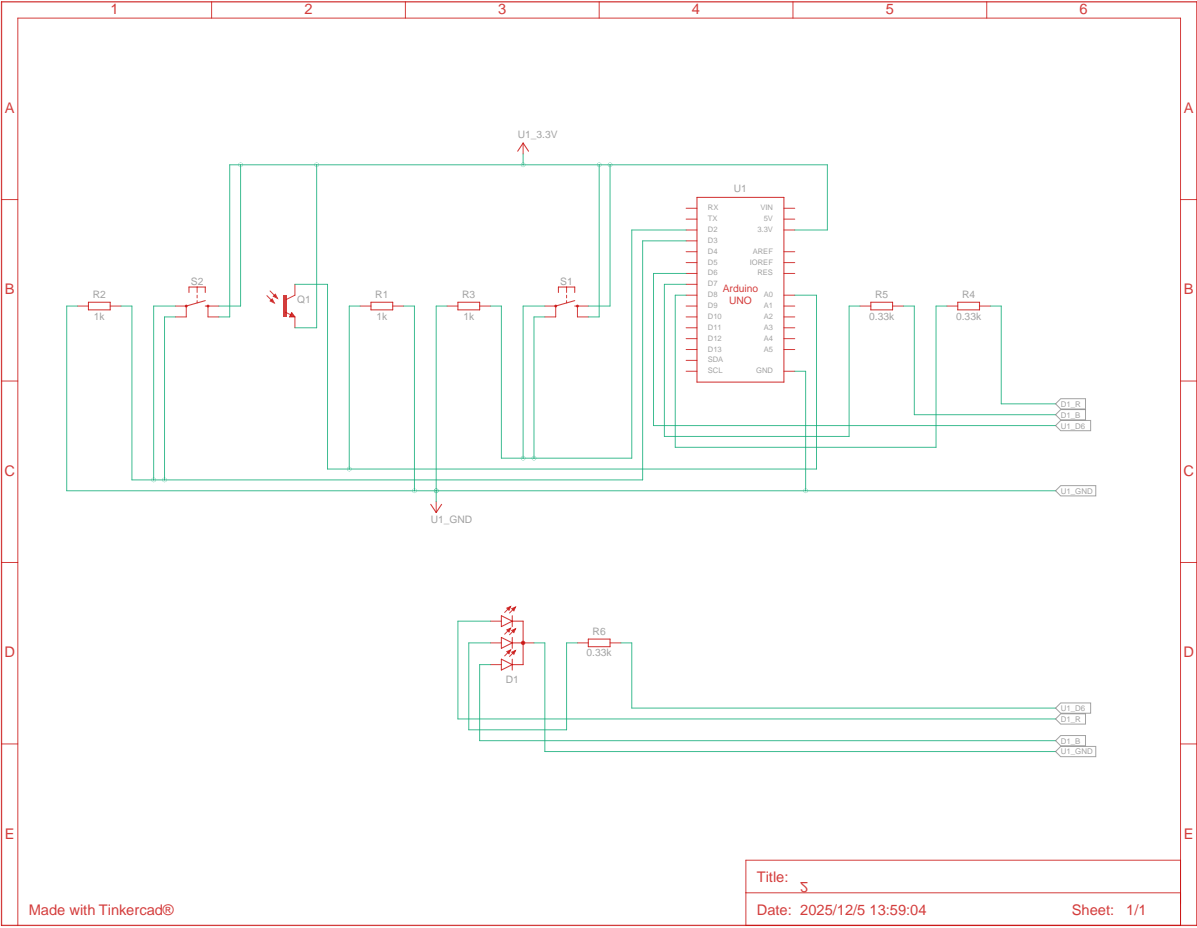 1 2 3 4 5 6
A A
U1_3.3V
U1
RX VIN
TX 5V
D2 3.3V
D3
D4 AREF
D5 IOREF
D6 RES
D7
D8 A0
D9 A1
D10 A2
D11 A3
D12 A4
D13 A5
SDA
SCL GND
Arduino
UNO
B B
R2
1k
S2
Q1
R1
1k
R3
1k
S1
R5
0.33k
R4
0.33k
D1_R
D1_B
U1_D6
C C
U1_GND
U1_GND
D D
D1
R6
0.33k
U1_D6
D1_R
D1_B
U1_GND
E E
Title:
Made with Tinkercad®
Date: 2025/12/5 13:59:04 Sheet: 1/1